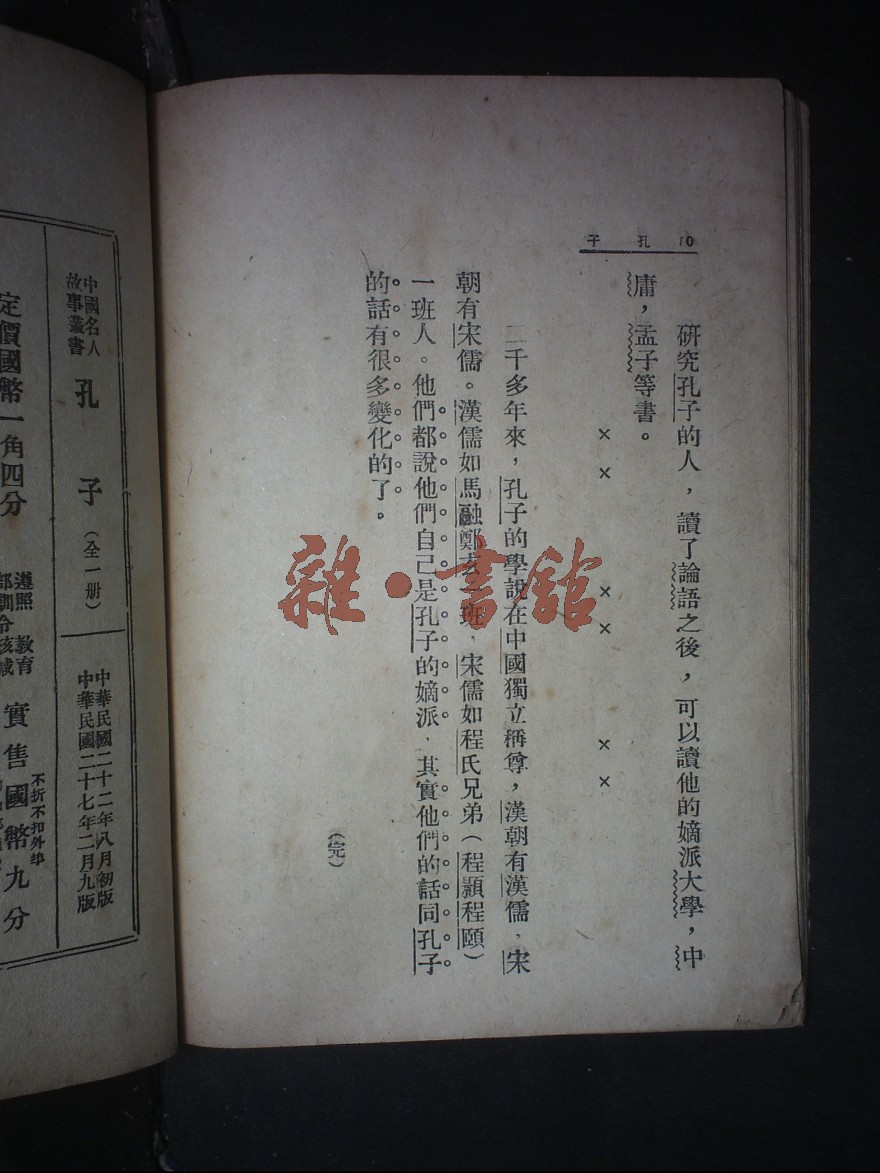 70 孔子
研究孔子的人，讀了論語之後，可以讀他的嫡派大學，中
庸，孟子等書。
×× ×× ××
二千多年來，孔子的學說在中國獨立稱尊，漢朝有漢儒，宋
朝有宋儒。漢儒如馬融鄭玄一班，宋儒如程氏兄弟（程顥程頤）
一班人。他們都說他們自己是孔子的嫡派，其實他們的話同孔子
的話有很多變化的了。
（完）
雜·書館
中華民國二十二年八月初版
中華民國二十七年二月九版
中國名人
故事叢書
孔子（全一册）
定價國幣一角四分
遵照教育
實售國幣九分
不折不扣外埠